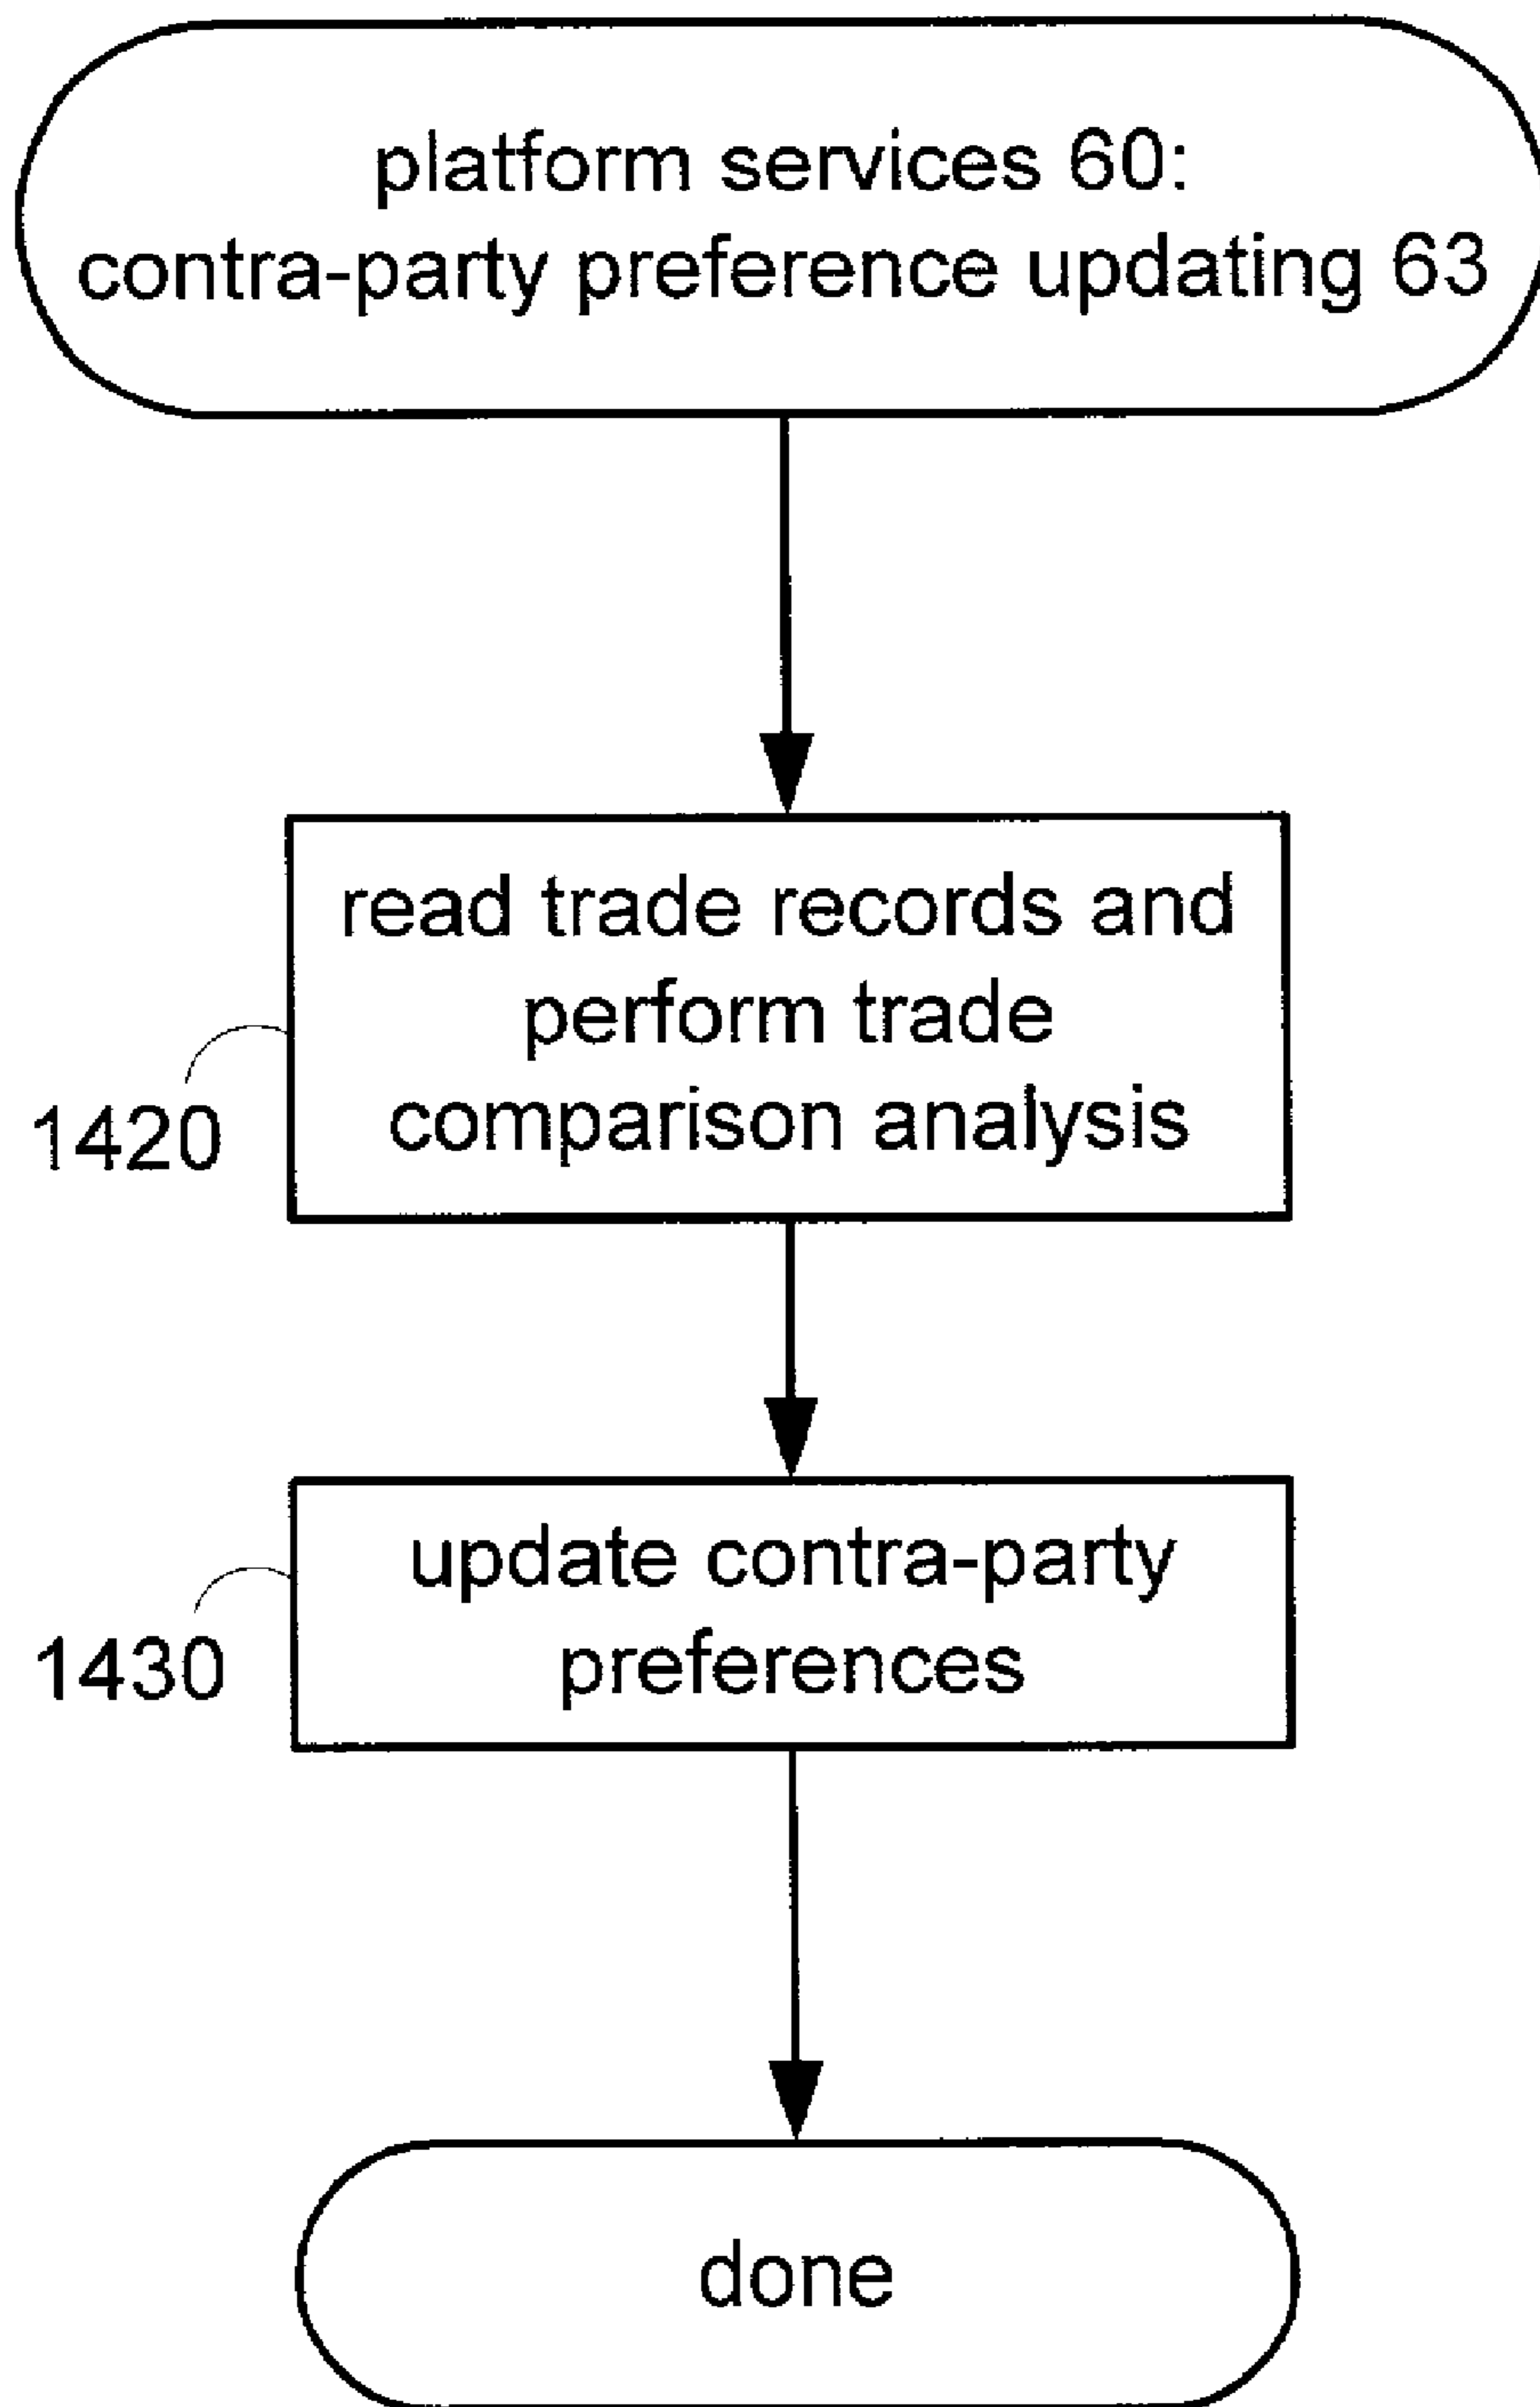 platform services 60:
contra-party preference updating 63
read trade records and
perform trade
comparison analysis
1420
update contra-party
preferences
1430
done